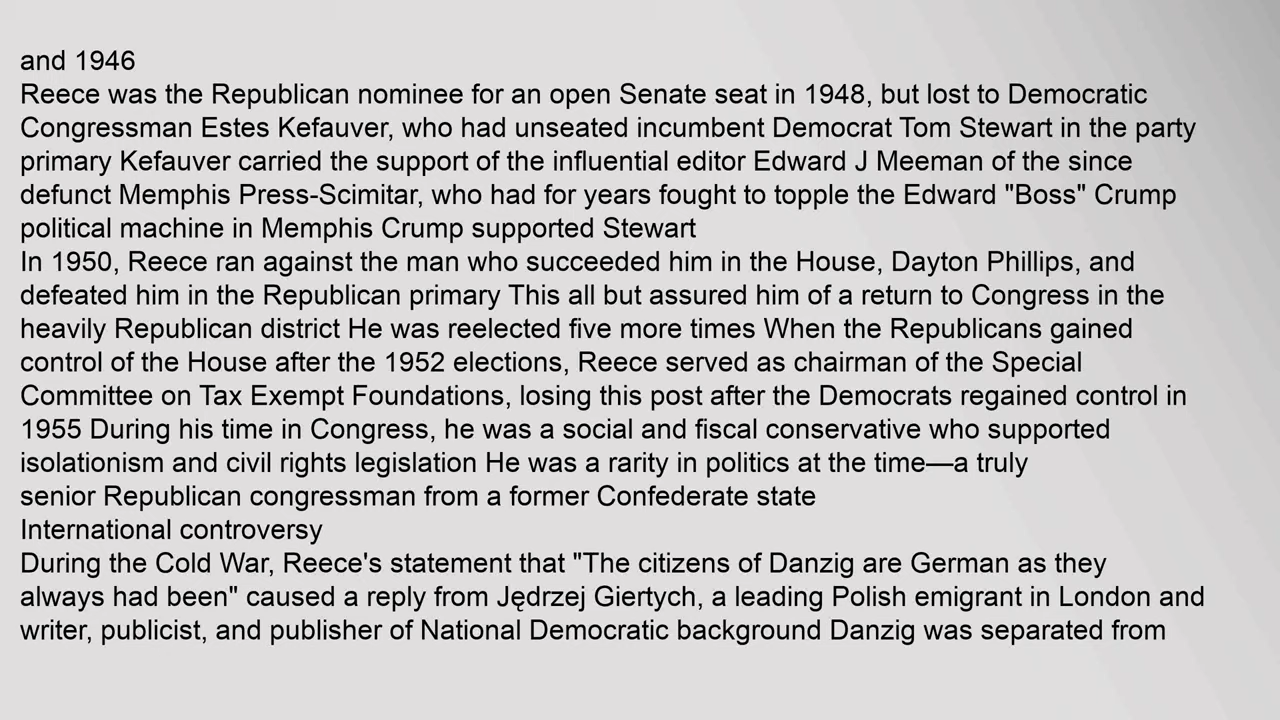 and 1946
Reece was the Republican nominee for an open Senate seat in 1948, but lost to Democratic
Congressman Estes Kefauver, who had unseated incumbent Democrat Tom Stewart in the party
primary Kefauver carried the support of the influential editor Edward J Meeman of the since
defunct Memphis Press-Scimitar, who had for years fought to topple the Edward "Boss" Crump
political machine in Memphis Crump supported Stewart
In 1950, Reece ran against the man who succeeded him in the House, Dayton Phillips, and
defeated him in the Republican primary This all but assured him of a return to Congress in the
heavily Republican district He was reelected five more times When the Republicans gained
control of the House after the 1952 elections, Reece served as chairman of the Special
Committee on Tax Exempt Foundations, losing this post after the Democrats regained control in
1955 During his time in Congress, he was a social and fiscal conservative who supported
isolationism and civil rights legislation He was a rarity in politics at the time—a truly
senior Republican congressman from a former Confederate state
International controversy
During the Cold War, Reece's statement that "The citizens of Danzig are German as they
always had been" caused a reply from Jędrzej Giertych, a leading Polish emigrant in London and
writer, publicist, and publisher of National Democratic background Danzig was separated from